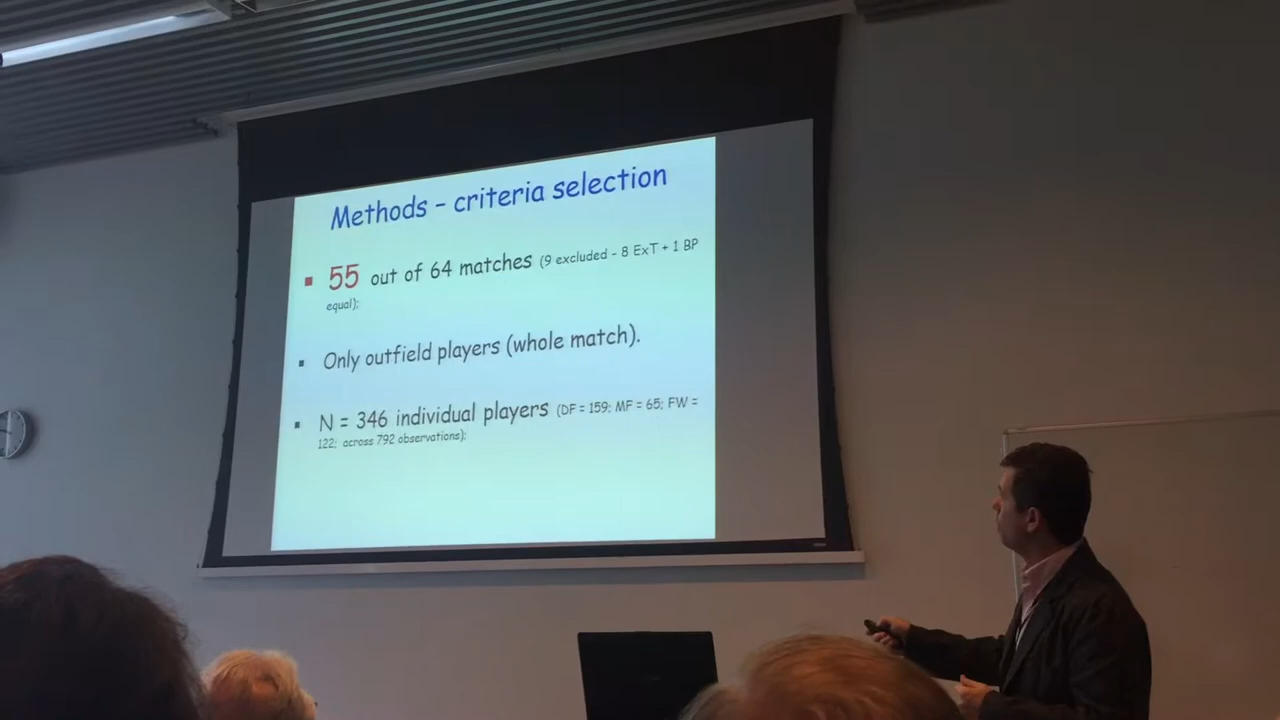 Methods - criteria selection
▪ 55 out of 64 matches (9 excluded - 8 ExT + 1 BP
equal);
▪ Only outfield players (whole match).
▪ N = 346 individual players (DF = 159; MF = 65; FW =
122; across 792 observations);